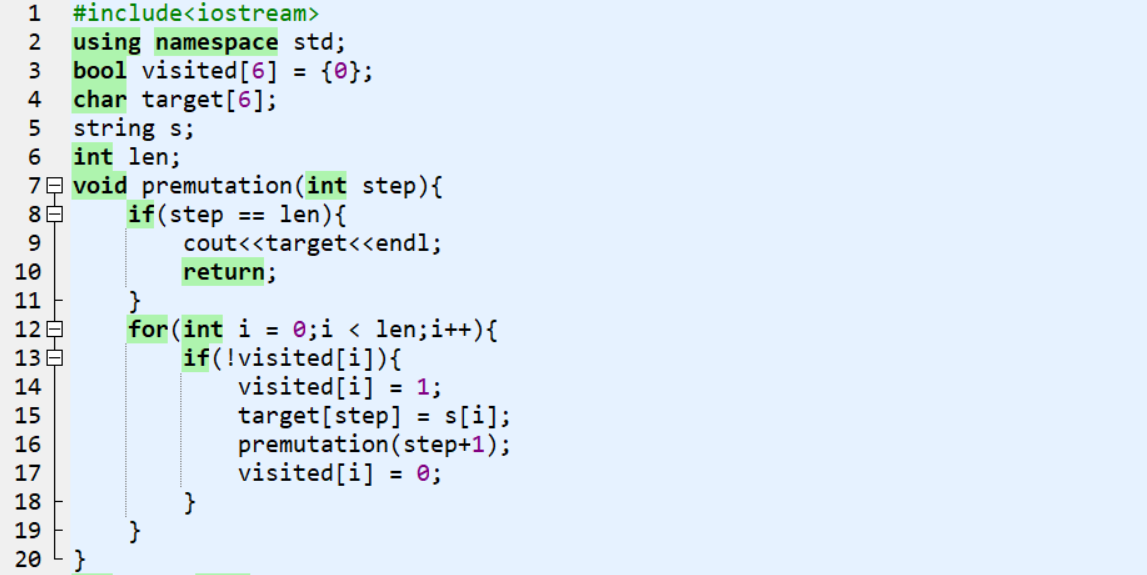 1 #include<iostream>
2 using namespace std;
3 bool visited[6] = {0};
4 char target[6];
5 string s;
6 int len;
7 void premutation(int step){
8 if(step == len){
9 cout<<target<<endl;
10 return;
11 }
12 for(int i = 0;i < len;i++){
13 if(!visited[i]){
14 visited[i] = 1;
15 target[step] = s[i];
16 premutation(step+1);
17 visited[i] = 0;
18 }
19 }
20 }